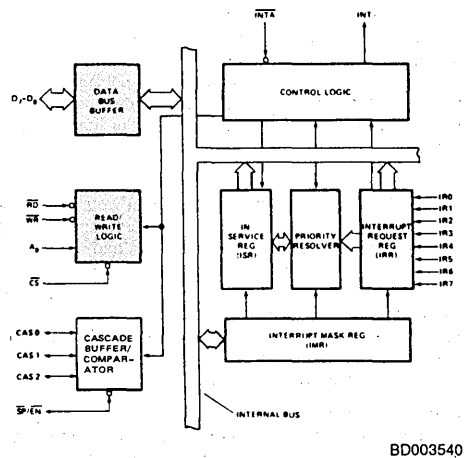 INTA
INT
CONTROL LOGIC
D7-D0
DATA
BUS
BUFFER
RD
WR
A0
CS
READ/
WRITE
LOGIC
IN
SERVICE
REG
(ISR)
PRIORITY
RESOLVER
INTERRUPT
REQUEST
REG
(IRR)
IR0
IR1
IR2
IR3
IR4
IR5
IR6
IR7
CAS 0
CAS 1
CAS 2
SP/EN
CASCADE
BUFFER/
COMPAR-
ATOR
INTERRUPT MASK REG
(IMR)
INTERNAL BUS
BD003540